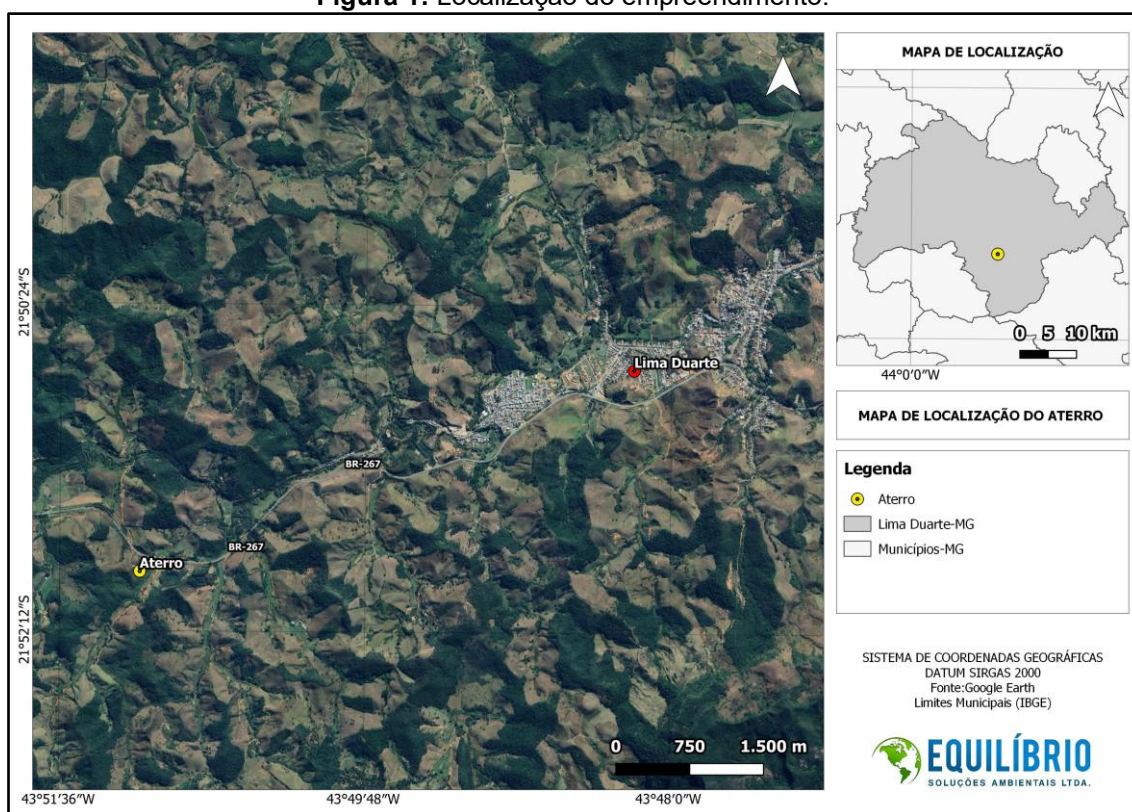 Figura 1: Localização do empreendimento.
MAPA DE LOCALIZAÇÃO
0 5 10 km
44°0'0"W
MAPA DE LOCALIZAÇÃO DO ATERRO
Legenda
Aterro
Lima Duarte-MG
Municípios-MG
SISTEMA DE COORDENADAS GEOGRÁFICAS
DATUM SIRGAS 2000
Fonte:Google Earth
Limites Municipais (IBGE)
EQUILÍBRIO
SOLUÇÕES AMBIENTAIS LTDA.
21°50'24"S
Lima Duarte
BR-267
BR-267
Aterro
21°52'12"S
0 750 1.500 m
43°51'36"W 43°49'48"W 43°48'0"W